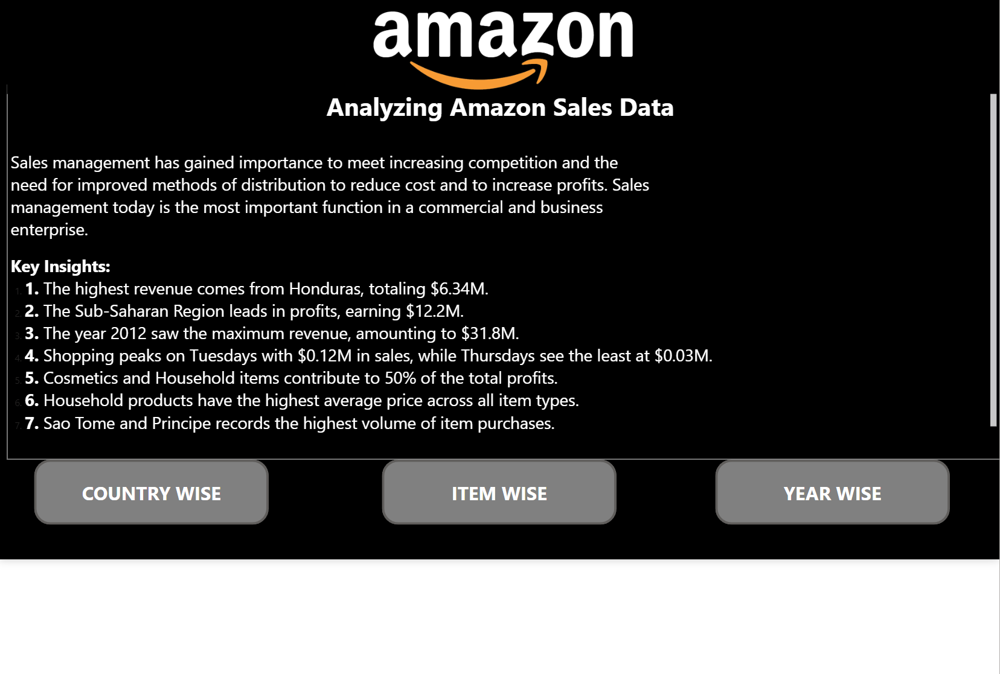 amazon
Analyzing Amazon Sales Data
Sales management has gained importance to meet increasing competition and the
need for improved methods of distribution to reduce cost and to increase profits. Sales
management today is the most important function in a commercial and business
enterprise.
Key Insights:
1. 1. The highest revenue comes from Honduras, totaling $6.34M.
2. 2. The Sub-Saharan Region leads in profits, earning $12.2M.
3. 3. The year 2012 saw the maximum revenue, amounting to $31.8M.
4. 4. Shopping peaks on Tuesdays with $0.12M in sales, while Thursdays see the least at $0.03M.
5. 5. Cosmetics and Household items contribute to 50% of the total profits.
6. 6. Household products have the highest average price across all item types.
7. 7. Sao Tome and Principe records the highest volume of item purchases.
COUNTRY WISE
ITEM WISE
YEAR WISE